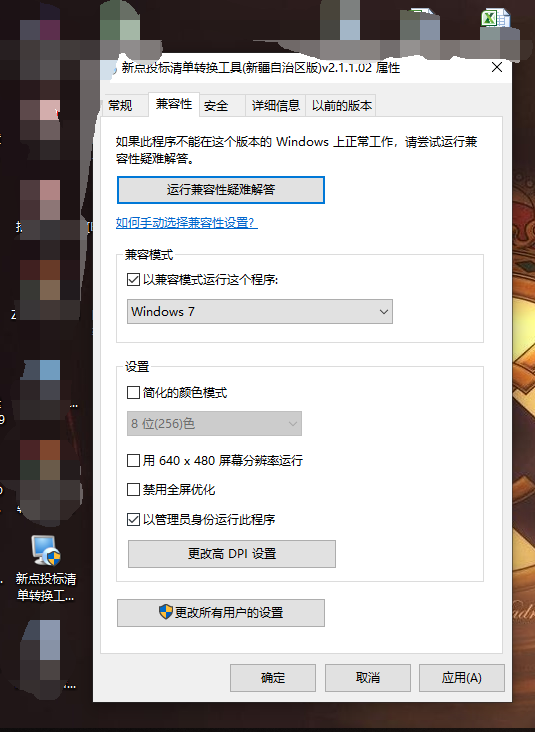 新点投标清单转换工具(新疆自治区版)v2.1.1.02 属性
常规
兼容性
安全
详细信息
以前的版本
如果此程序不能在这个版本的 Windows 上正常工作，请尝试运行兼
容性疑难解答。
运行兼容性疑难解答
如何手动选择兼容性设置?
兼容模式
以兼容模式运行这个程序:
Windows 7
设置
简化的颜色模式
8 位(256)色
用 640 x 480 屏幕分辨率运行
禁用全屏优化
以管理员身份运行此程序
更改高 DPI 设置
更改所有用户的设置
确定
取消
应用(A)
新点投标清
单转换工...